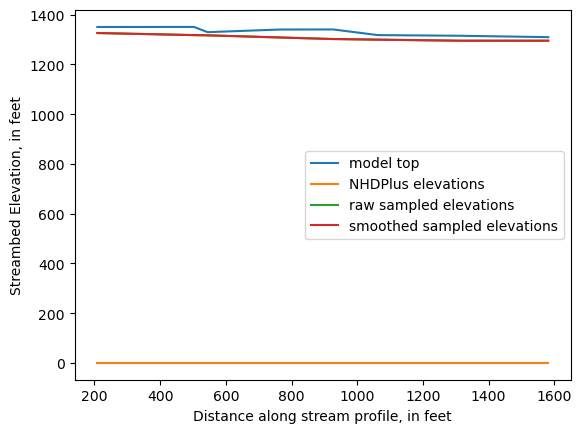 1400
1200
1000
800
600
400
200
0
Streambed Elevation, in feet
model top
NHDPlus elevations
raw sampled elevations
smoothed sampled elevations
200 400 600 800 1000 1200 1400 1600
Distance along stream profile, in feet